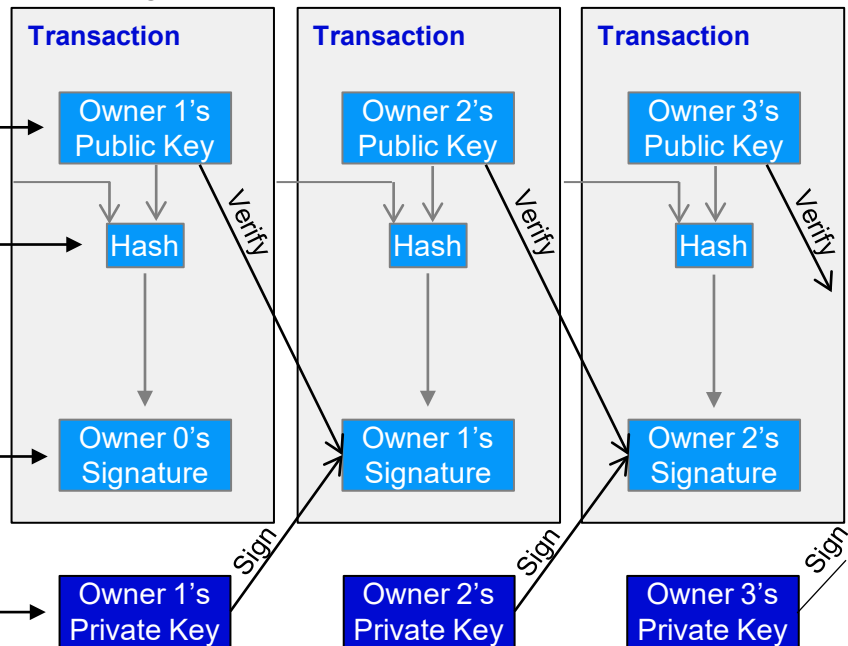 Transaction
Transaction
Transaction
Owner 1’s
Public Key
Owner 2’s
Public Key
Owner 3’s
Public Key
Verify
Verify
Verify
Hash
Hash
Hash
Owner 0’s
Signature
Owner 1’s
Signature
Owner 2’s
Signature
Sign
Sign
Sign
Owner 1’s
Private Key
Owner 2’s
Private Key
Owner 3’s
Private Key